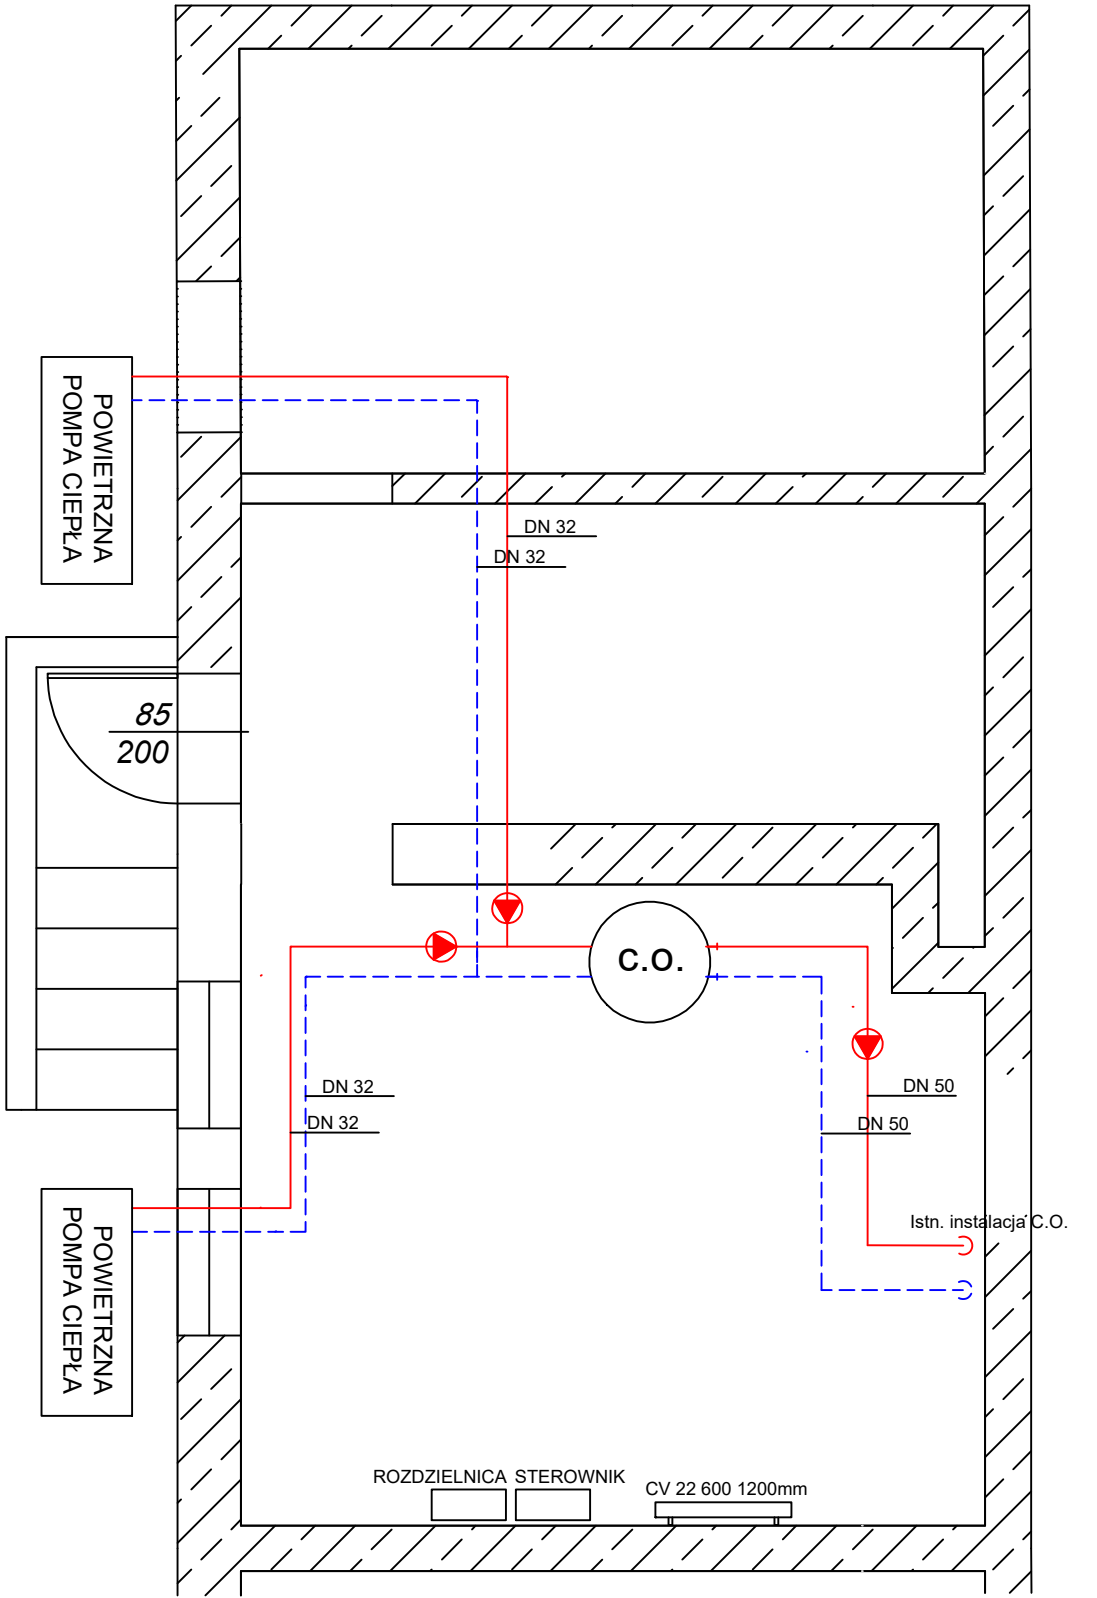 POWIETRZNA
POMPA CIEPŁA
DN 32
DN 32
85
200
C.O.
DN 32
DN 32
DN 50
DN 50
Istn. instalacja C.O.
POWIETRZNA
POMPA CIEPŁA
ROZDZIELNICA STEROWNIK
CV 22 600 1200mm